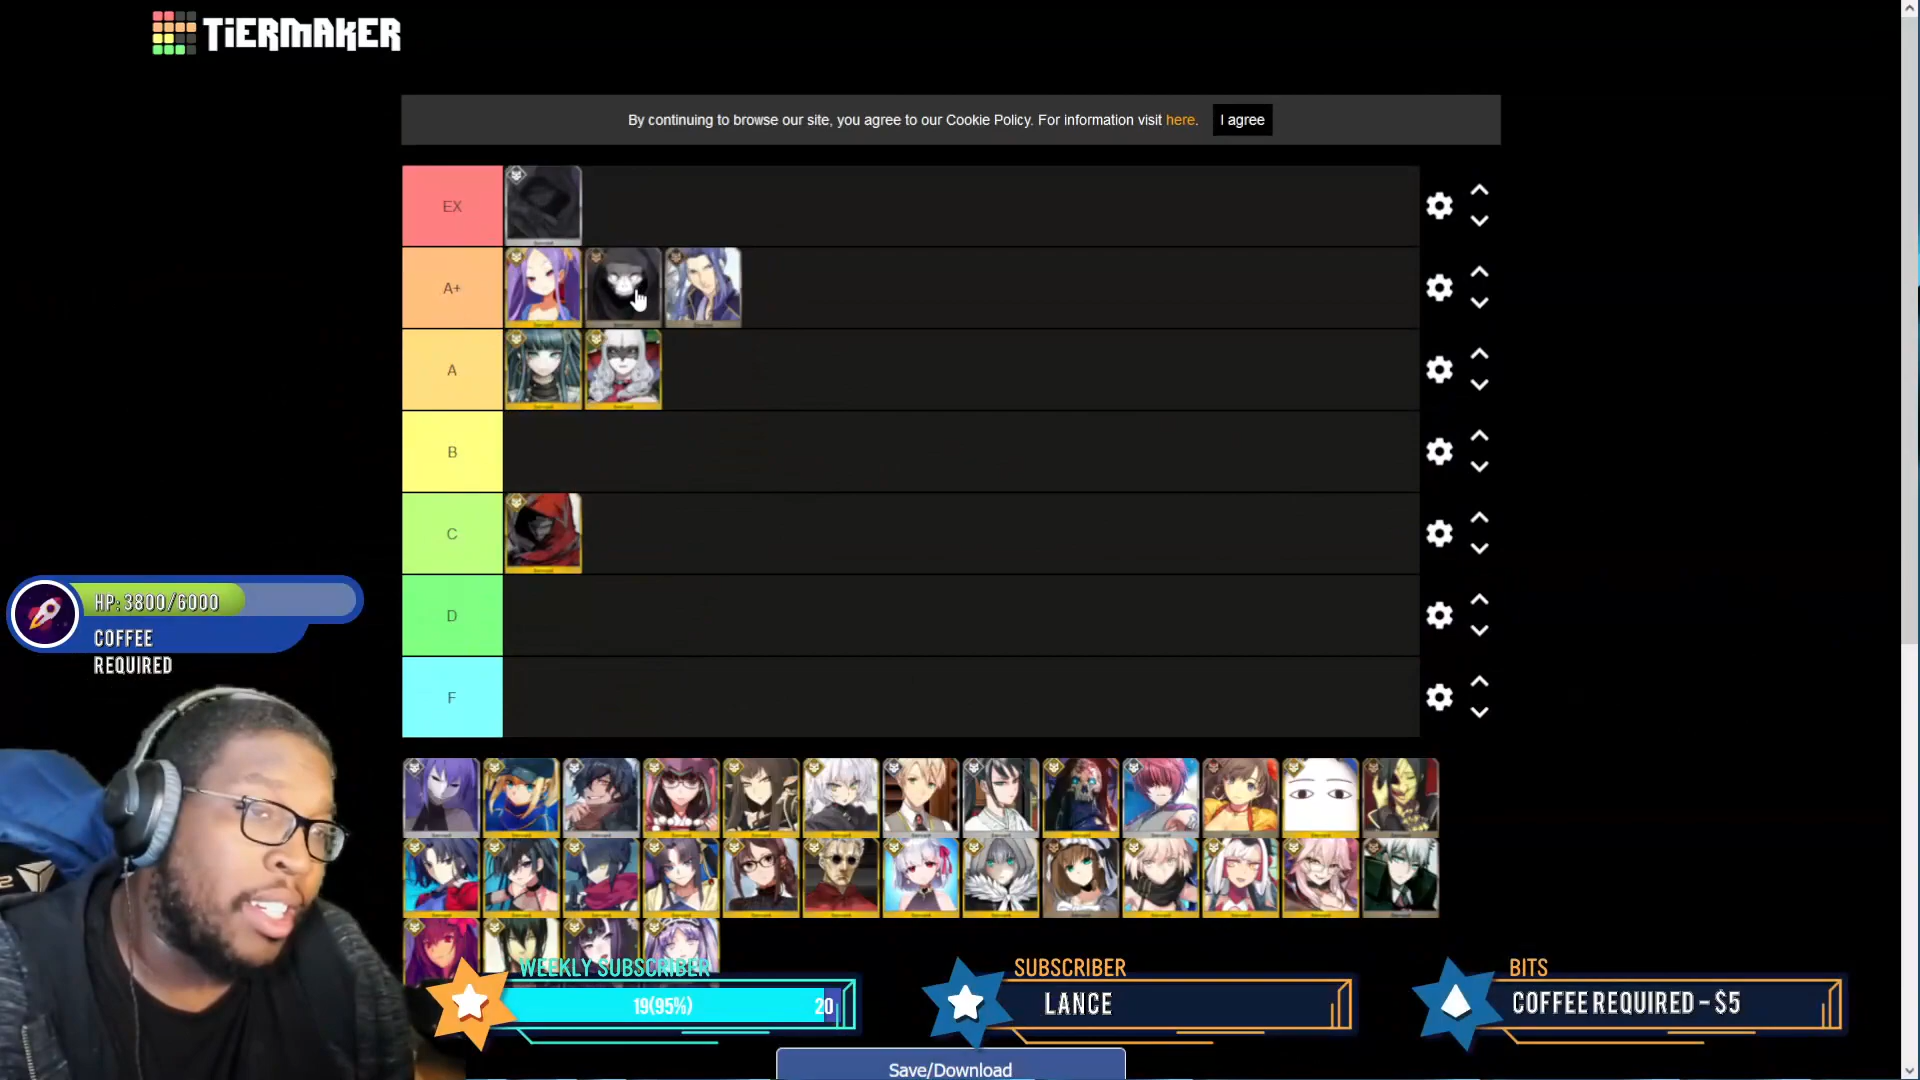 TIERMAKER
By continuing to browse our site, you agree to our Cookie Policy. For information visit here. I agree
EX
A+
A
B
C
D
F
HP: 3800/6000
COFFEE
REQUIRED
WEEKLY SUBSCRIBER
19(95%) 20
SUBSCRIBER
LANCE
BITS
COFFEE REQUIRED – $5
Save/Download